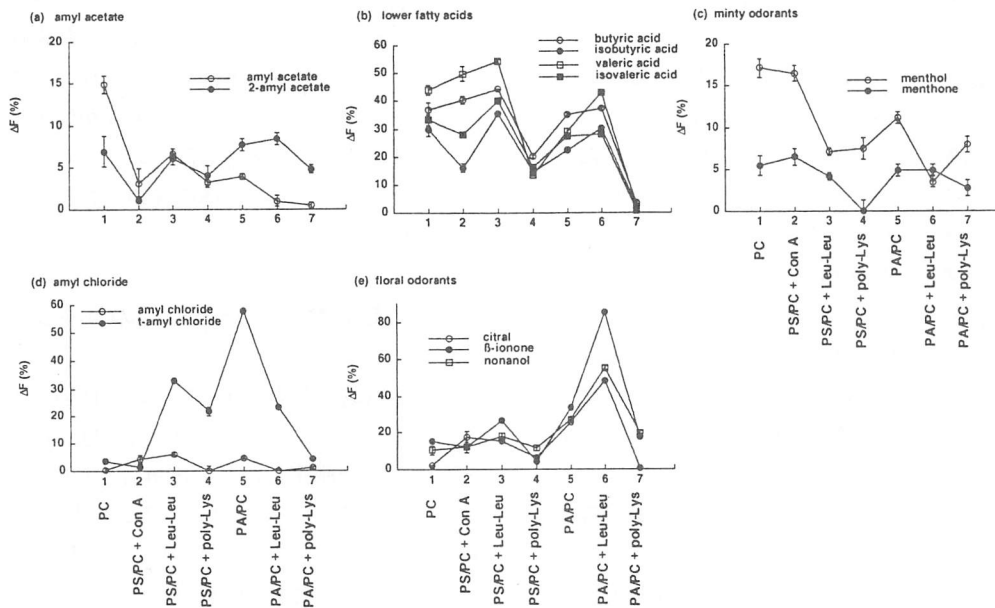 (a) amyl acetate
ΔF (%)
20
15
10
5
0
amyl acetate
2-amyl acetate
1 2 3 4 5 6 7
(b) lower fatty acids
ΔF (%)
60
50
40
30
20
10
0
butyric acid
isobutyric acid
valeric acid
isovaleric acid
1 2 3 4 5 6 7
(c) minty odorants
ΔF (%)
20
15
10
5
0
menthol
menthone
1 2 3 4 5 6 7
PC
PS/PC + Con A
PS/PC + Leu-Leu
PS/PC + poly-Lys
PA/PC
PA/PC + Leu-Leu
PA/PC + poly-Lys
(d) amyl chloride
ΔF (%)
60
50
40
30
20
10
0
amyl chloride
t-amyl chloride
1 2 3 4 5 6 7
PC
PS/PC + Con A
PS/PC + Leu-Leu
PS/PC + poly-Lys
PA/PC
PA/PC + Leu-Leu
PA/PC + poly-Lys
(e) floral odorants
ΔF (%)
80
60
40
20
0
citral
ß-ionone
nonanol
1 2 3 4 5 6 7
PC
PS/PC + Con A
PS/PC + Leu-Leu
PS/PC + poly-Lys
PA/PC
PA/PC + Leu-Leu
PA/PC + poly-Lys